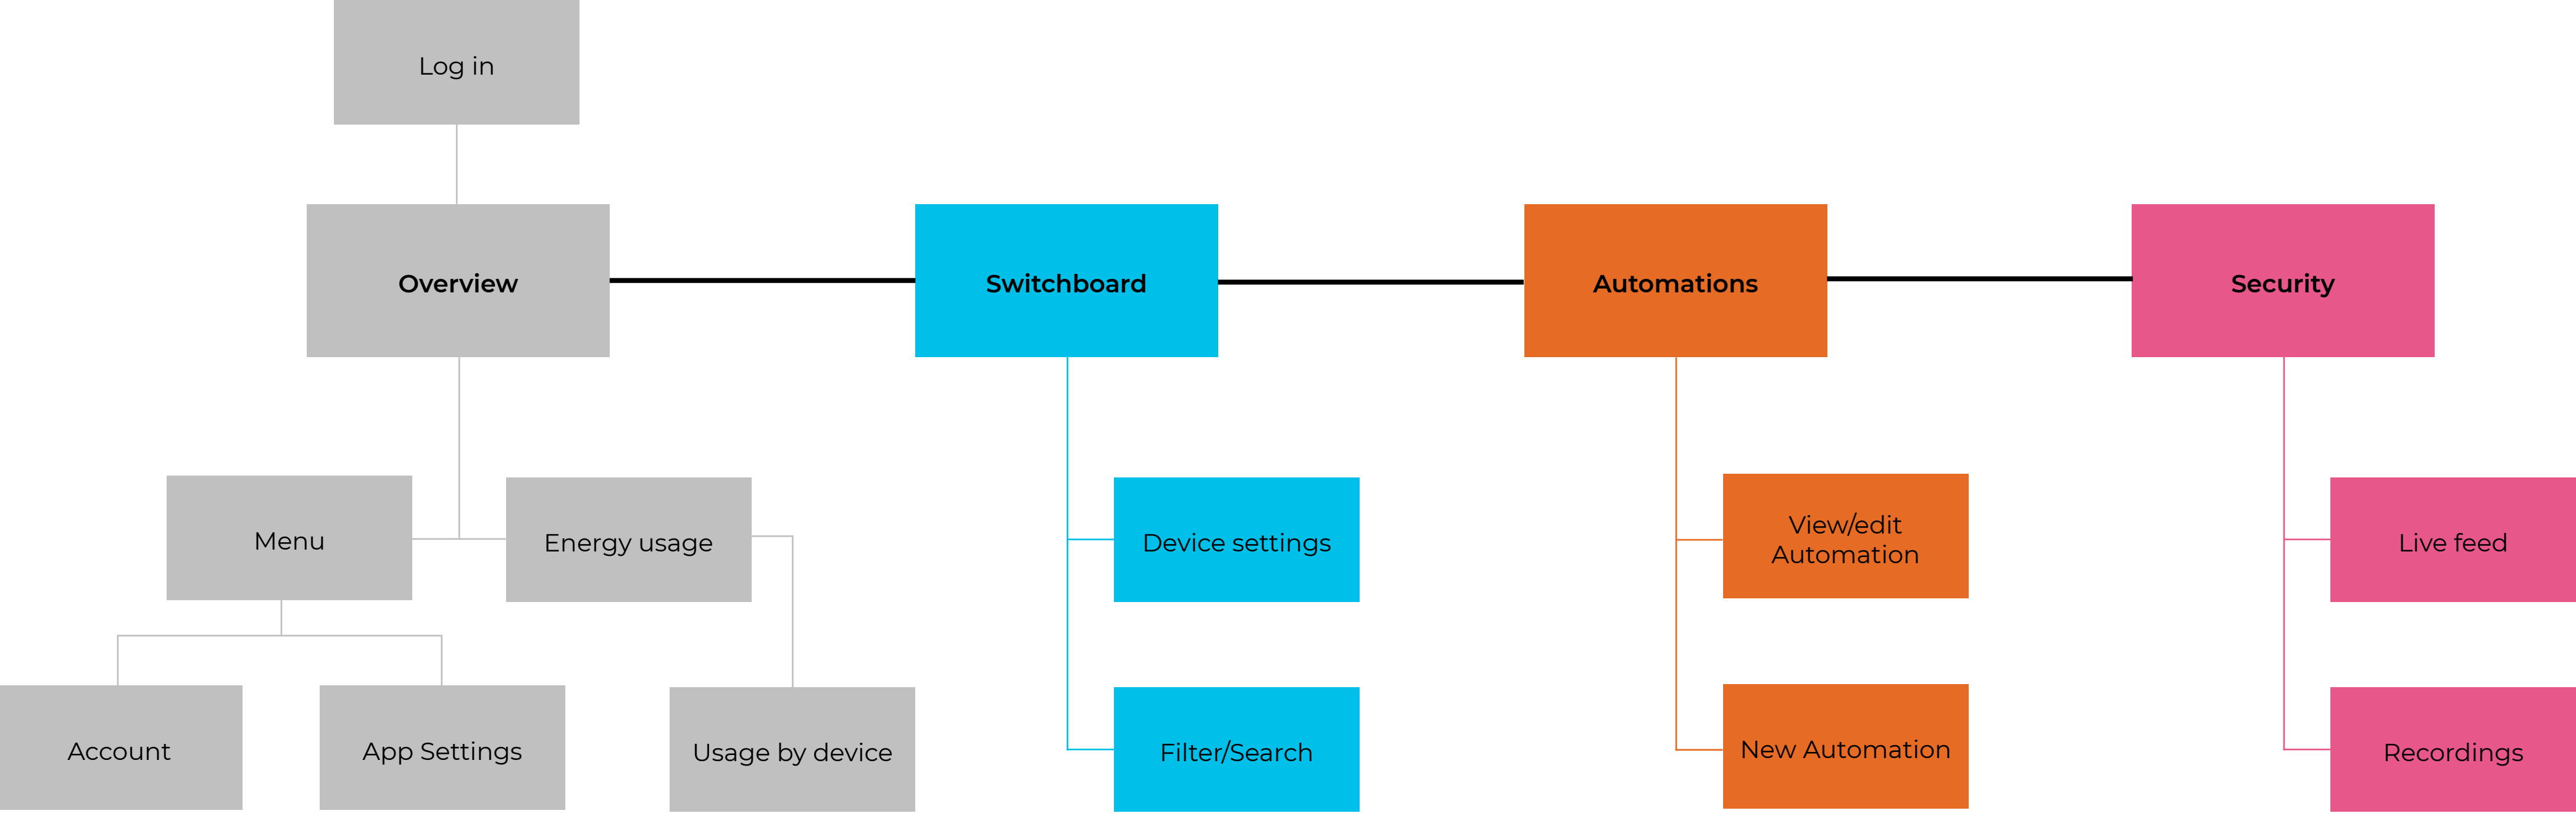 Log in
Overview
Switchboard
Automations
Security
Menu
Energy usage
Device settings
View/edit
Automation
Live feed
Account
App Settings
Usage by device
Filter/Search
New Automation
Recordings